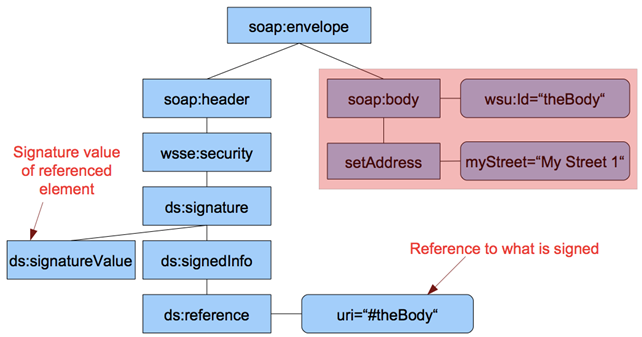 soap:envelope
soap:header
soap:body
wsu:Id=“theBody“
wsse:security
setAddress
myStreet=“My Street 1“
Signature value
of referenced
element
ds:signature
ds:signatureValue
ds:signedInfo
Reference to what is signed
ds:reference
uri=“#theBody“